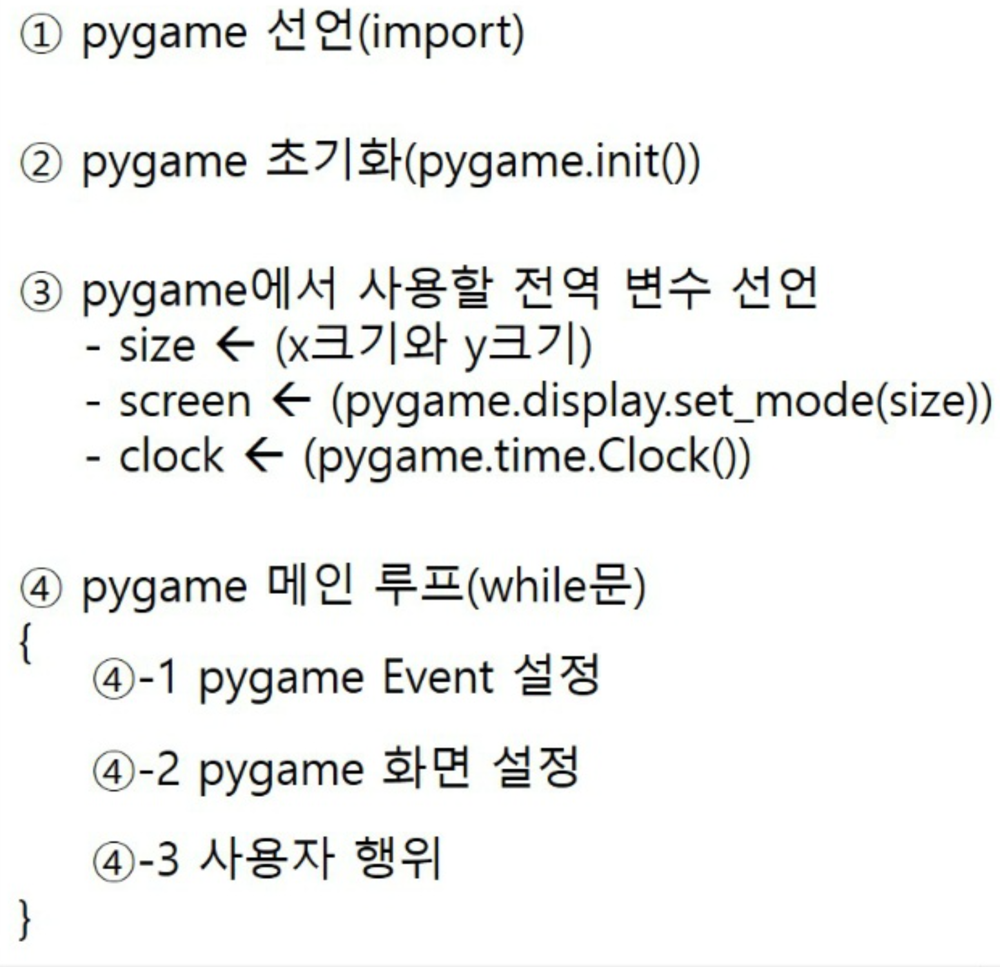 ① pygame 선언(import)
② pygame 초기화(pygame.init())
③ pygame에서 사용할 전역 변수 선언
- size ← (x크기와 y크기)
- screen ← (pygame.display.set_mode(size))
- clock ← (pygame.time.Clock())
④ pygame 메인 루프(while문)
{
④-1 pygame Event 설정
④-2 pygame 화면 설정
④-3 사용자 행위
}